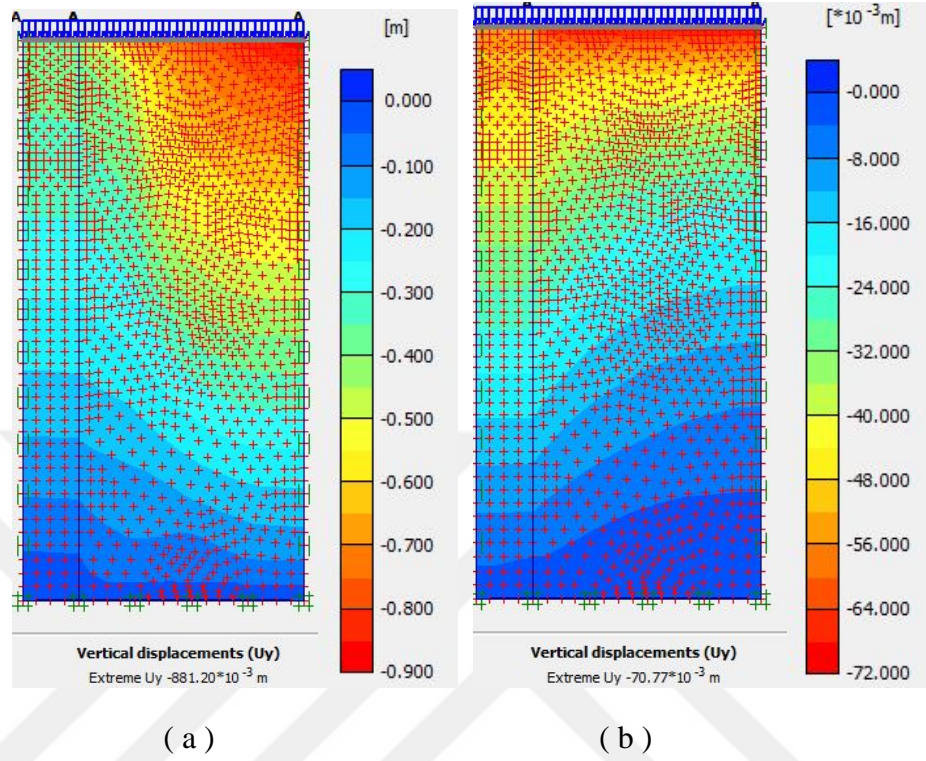 A A A
[m]
0.000
-0.100
-0.200
-0.300
-0.400
-0.500
-0.600
-0.700
-0.800
-0.900
Vertical displacements (Uy)
Extreme Uy -881.20*10 -3 m
( a )
[*10 -3m]
-0.000
-8.000
-16.000
-24.000
-32.000
-40.000
-48.000
-56.000
-64.000
-72.000
Vertical displacements (Uy)
Extreme Uy -70.77*10 -3 m
( b )